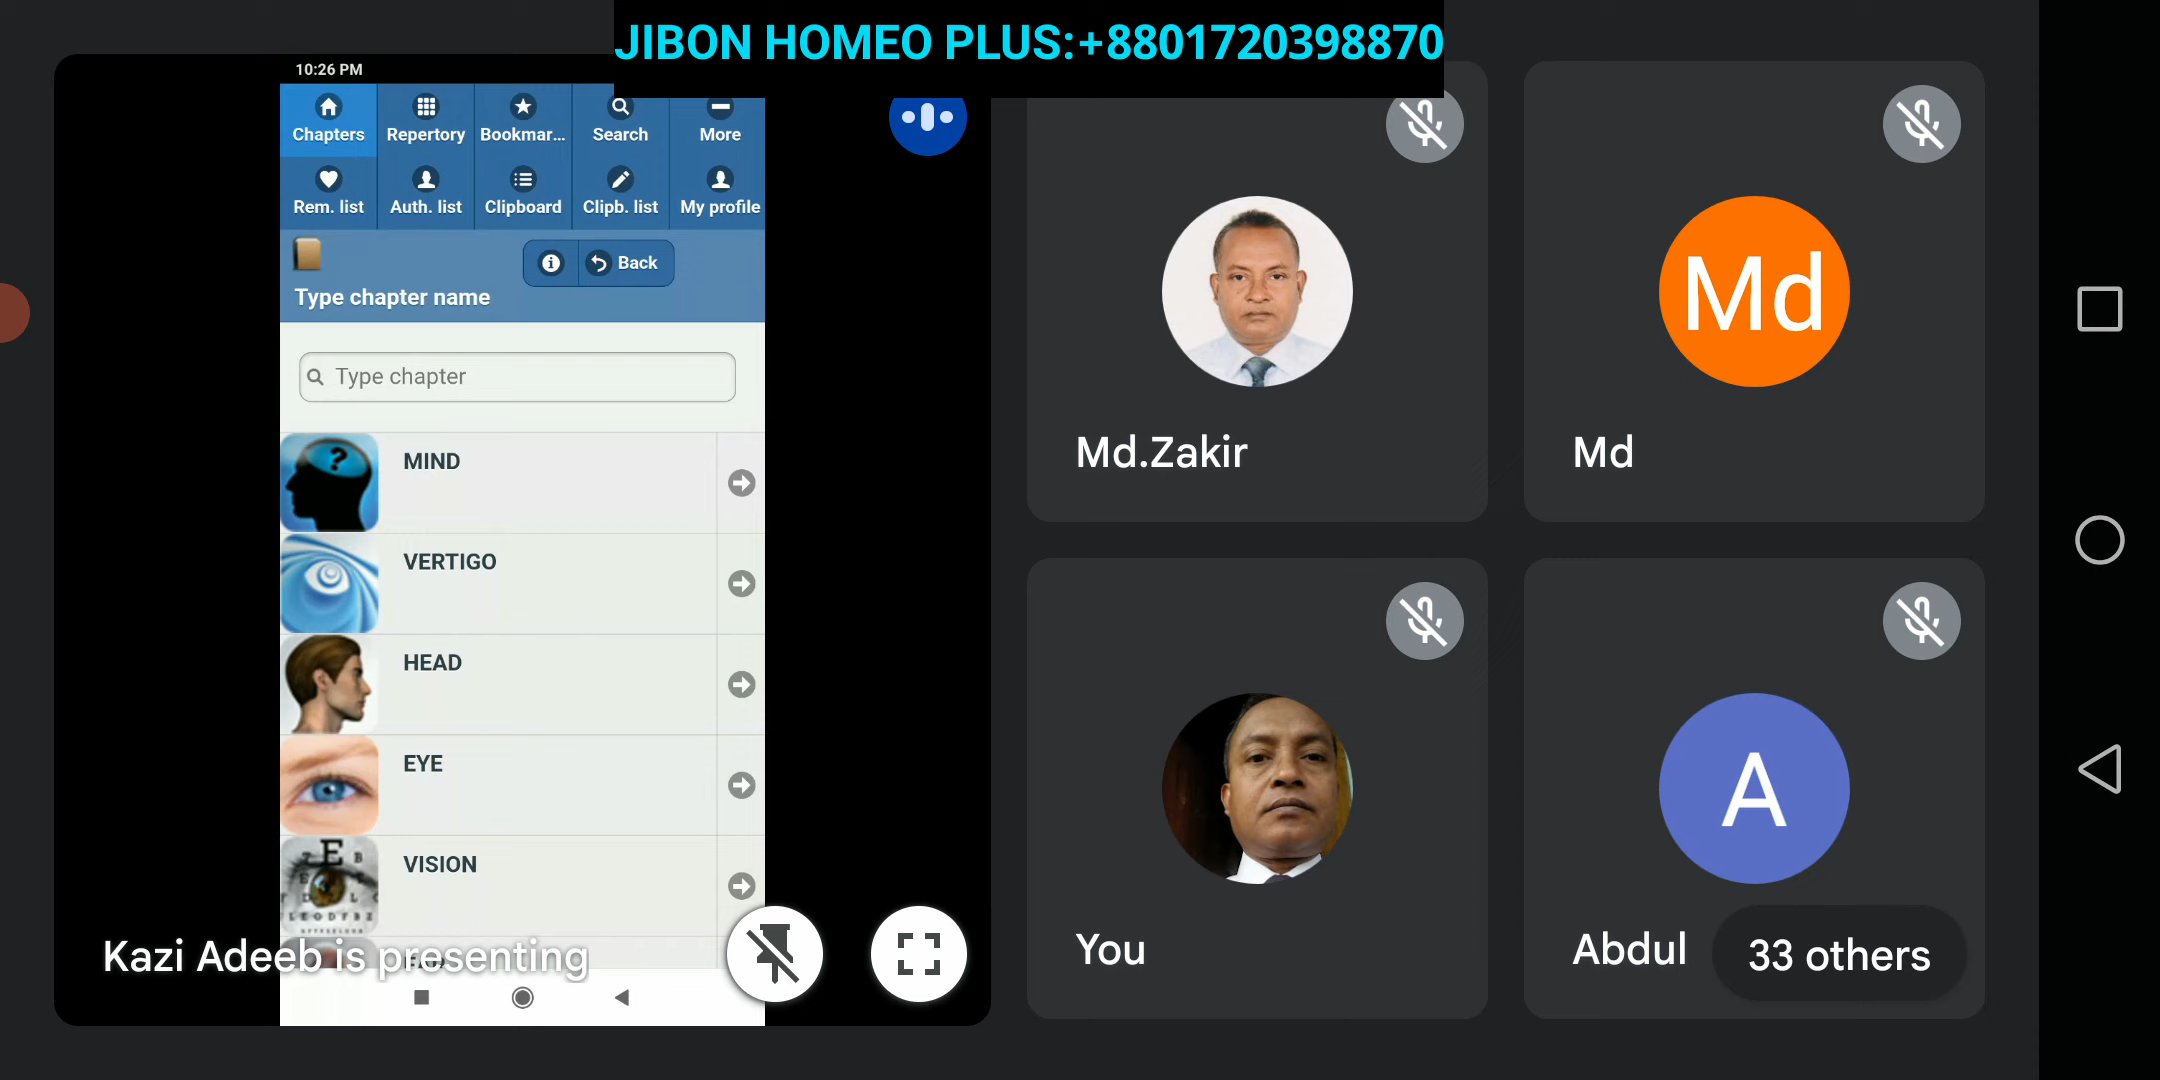 JIBON HOMEO PLUS:+8801720398870
10:26 PM
Chapters
Repertory
Bookmar...
Search
More
Rem. list
Auth. list
Clipboard
Clipb. list
My profile
Back
Type chapter name
Type chapter
MIND
VERTIGO
HEAD
EYE
VISION
Kazi Adeeb is presenting
Md.Zakir
Md
Md
You
A
Abdul
33 others